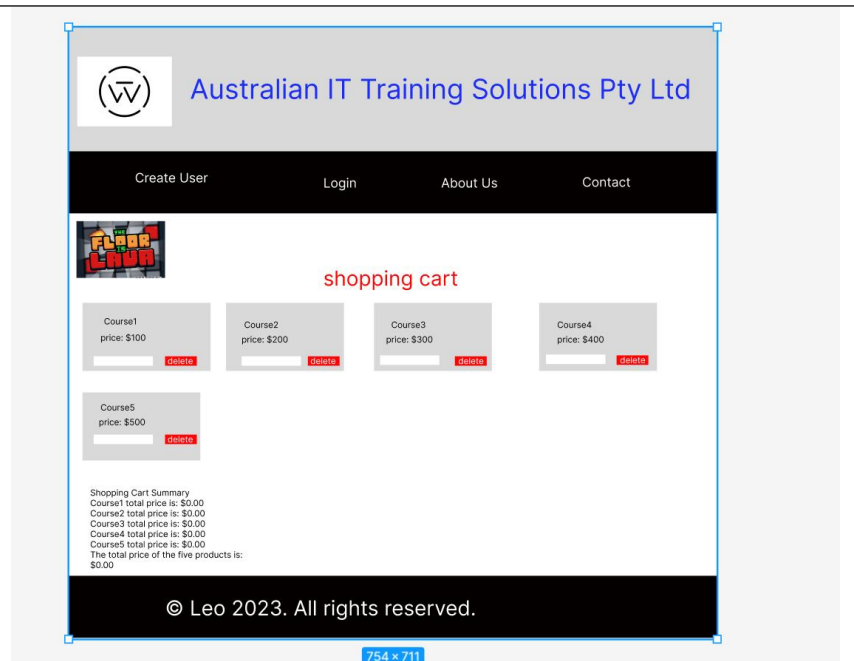 Australian IT Training Solutions Pty Ltd
Create User
Login
About Us
Contact
THE
FLOOR
IS
LAVA
shopping cart
Course1
price: $100
delete
Course2
price: $200
delete
Course3
price: $300
delete
Course4
price: $400
delete
Course5
price: $500
delete
Shopping Cart Summary
Course1 total price is: $0.00
Course2 total price is: $0.00
Course3 total price is: $0.00
Course4 total price is: $0.00
Course5 total price is: $0.00
The total price of the five products is:
$0.00
© Leo 2023. All rights reserved.
754 × 711